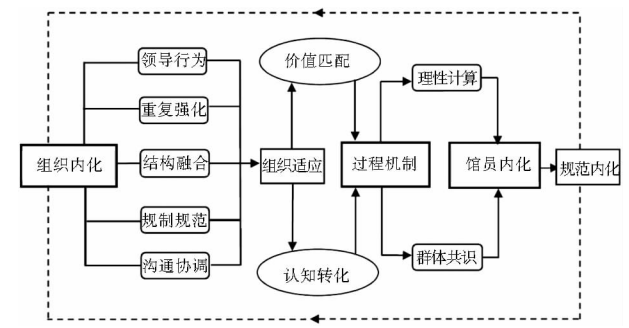 领导行为
重复强化
组织内化
结构融合
规制规范
沟通协调
组织适应
价值匹配
认知转化
过程机制
理性计算
群体共识
馆员内化
规范内化